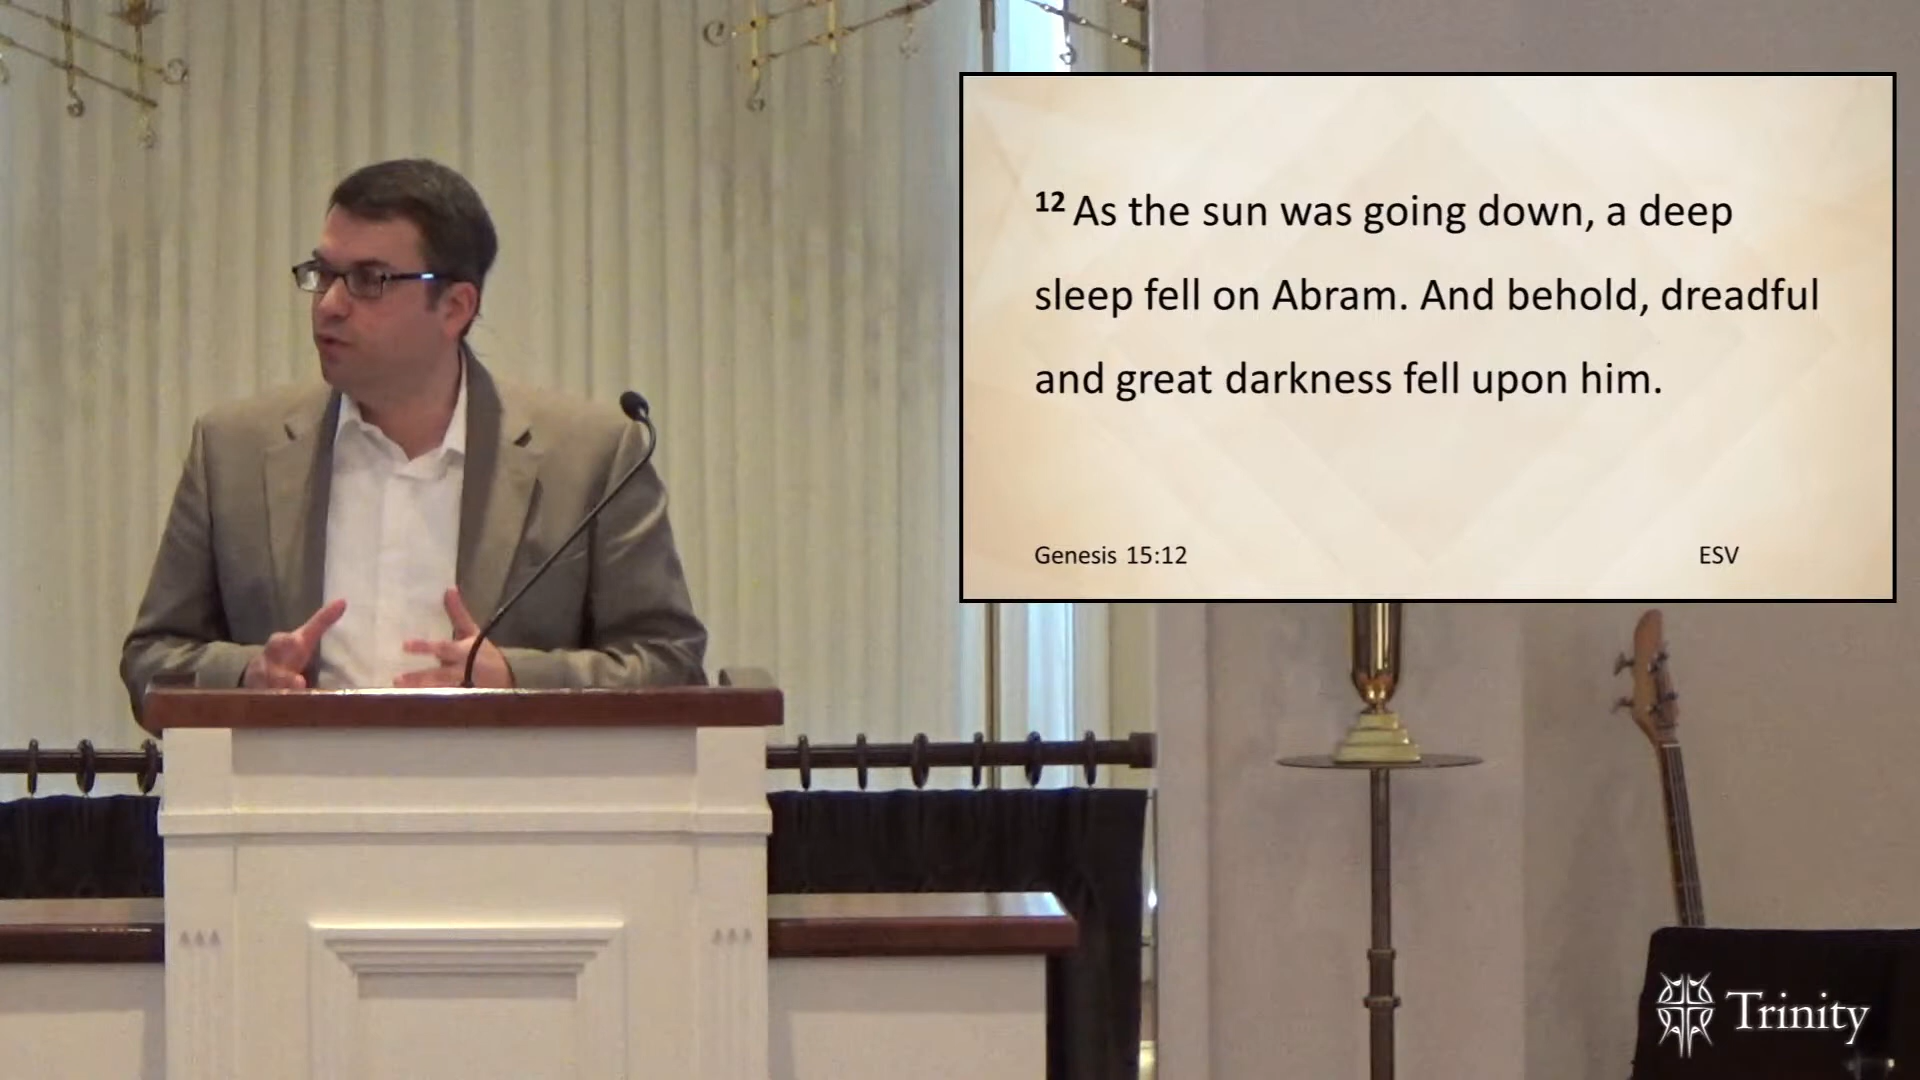 12 As the sun was going down, a deep
sleep fell on Abram. And behold, dreadful
and great darkness fell upon him.
Genesis 15:12 ESV
Trinity